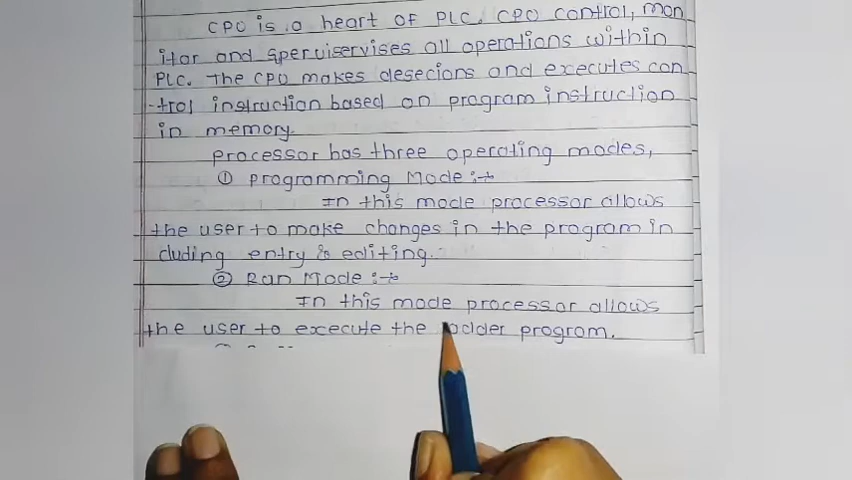 CPU is a heart of PLC. CPU control, mon
itor and sperviservises all operations within
PLC. The CPU makes desecions and executes con
-trol instruction based on program instruction
in memory.
processor has three operating modes,
① programming Mode :-
In this mode processor allows
the user to make changes in the program in
cluding entry & editing.
② Run Mode :-
In this mode processor allows
the user to execute the ladder program.